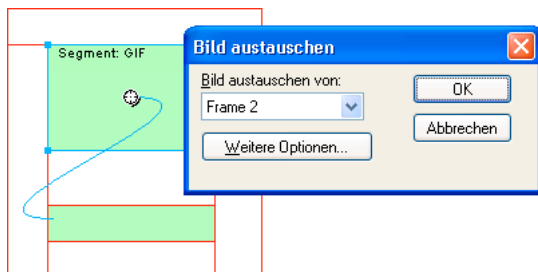 Segment: GIF
Bild austauschen
Bild austauschen von:
Frame 2
OK
Abbrechen
Weitere Optionen...